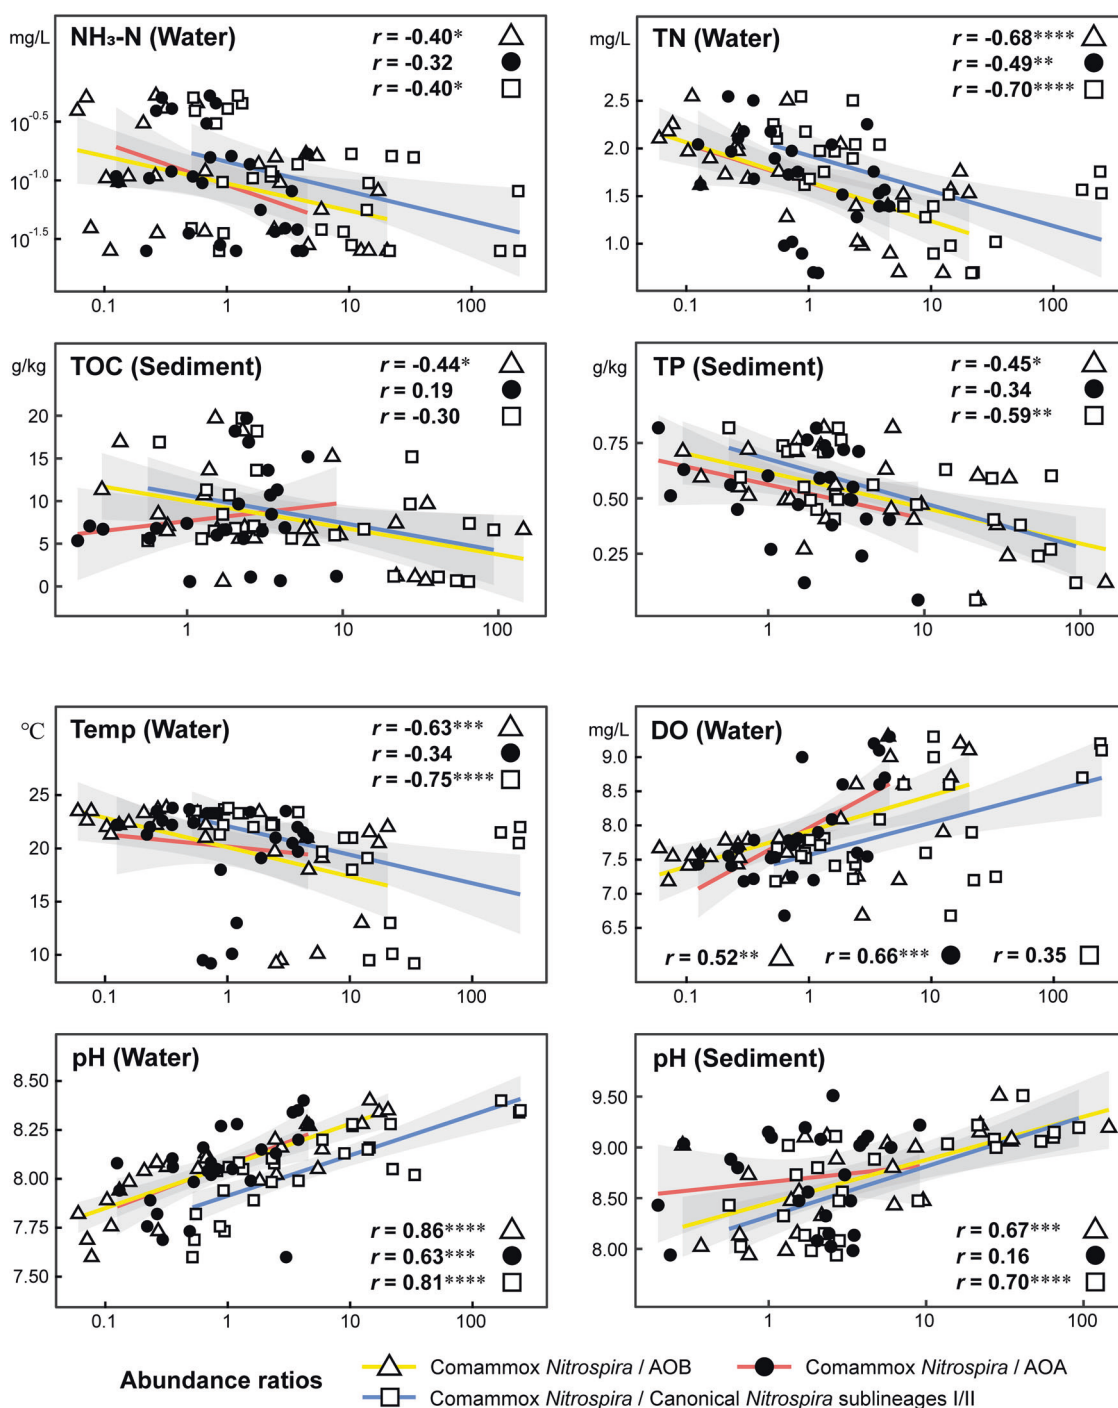 mg/L
NH₃-N (Water)
r = -0.40*
r = -0.32
r = -0.40*
10^-0.5
10^-1.0
10^-1.5
0.1 1 10 100
mg/L
TN (Water)
r = -0.68****
r = -0.49**
r = -0.70****
2.5
2.0
1.5
1.0
0.1 1 10 100
g/kg
TOC (Sediment)
r = -0.44*
r = 0.19
r = -0.30
20
15
10
5
0
1 10 100
g/kg
TP (Sediment)
r = -0.45*
r = -0.34
r = -0.59**
0.75
0.50
0.25
1 10 100
°C
Temp (Water)
r = -0.63***
r = -0.34
r = -0.75****
25
20
15
10
0.1 1 10 100
mg/L
DO (Water)
9.0
8.5
8.0
7.5
7.0
6.5
r = 0.52** r = 0.66*** r = 0.35
0.1 1 10 100
pH (Water)
8.50
8.25
8.00
7.75
7.50
r = 0.86****
r = 0.63***
r = 0.81****
0.1 1 10 100
pH (Sediment)
9.50
9.00
8.50
8.00
r = 0.67***
r = 0.16
r = 0.70****
1 10 100
Abundance ratios
Comammox Nitrospira / AOB
Comammox Nitrospira / AOA
Comammox Nitrospira / Canonical Nitrospira sublineages I/II